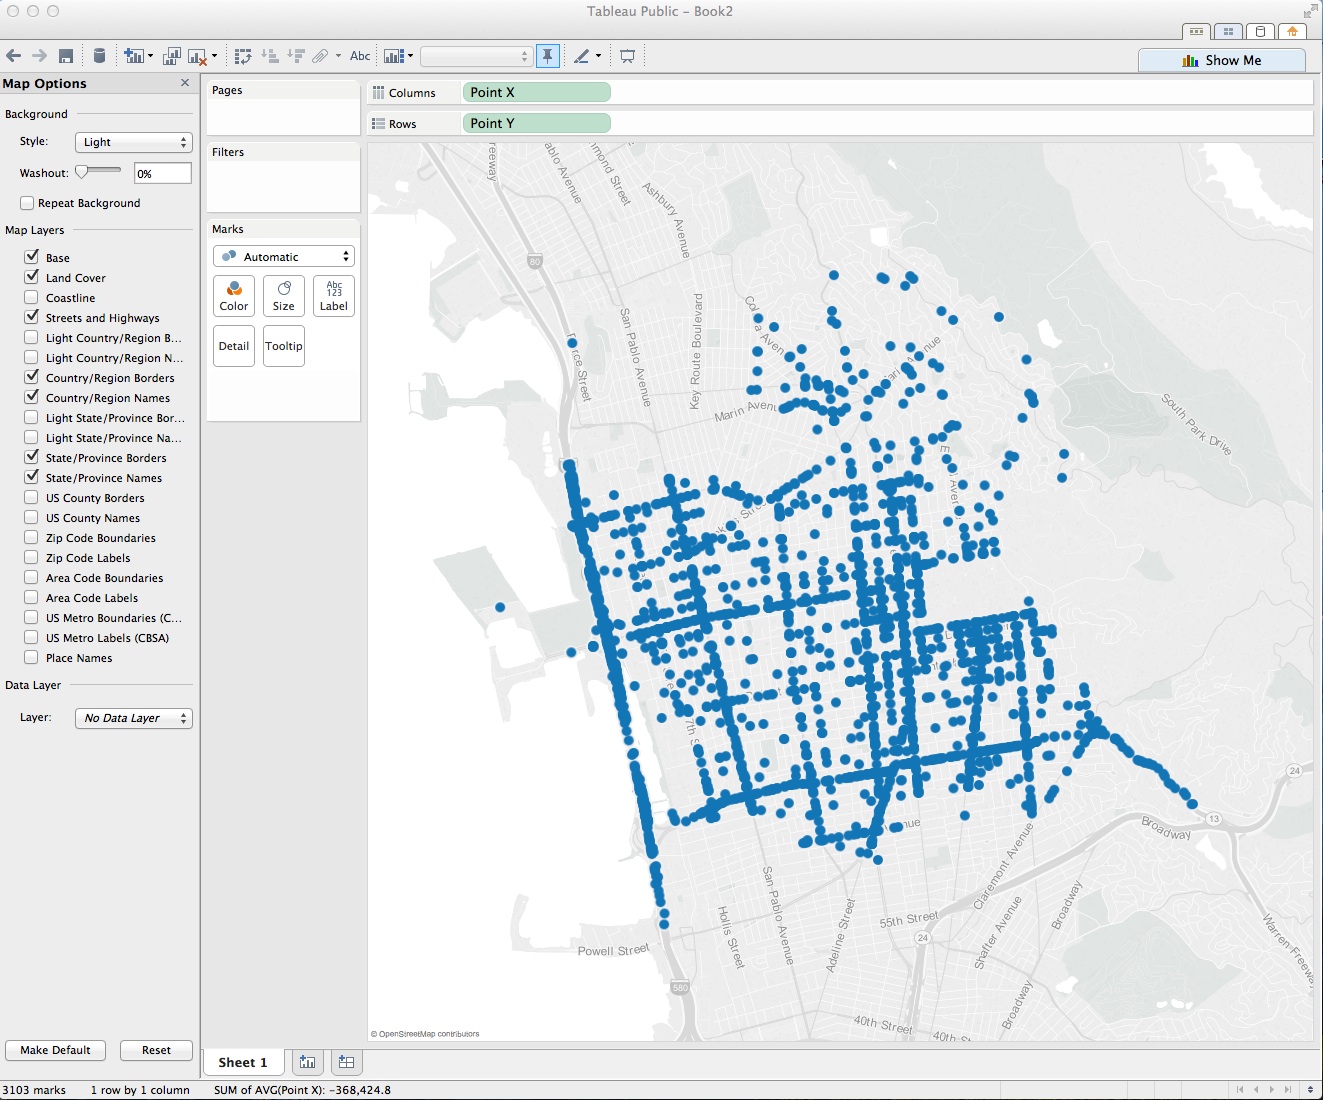 Tableau Public - Book2
Abc
Show Me
Map Options
Background
Style: Light
Washout: 0%
Repeat Background
Map Layers
Base
Land Cover
Coastline
Streets and Highways
Light Country/Region B...
Light Country/Region N...
Country/Region Borders
Country/Region Names
Light State/Province Bor...
Light State/Province Na...
State/Province Borders
State/Province Names
US County Borders
US County Names
Zip Code Boundaries
Zip Code Labels
Area Code Boundaries
Area Code Labels
US Metro Boundaries (C...
US Metro Labels (CBSA)
Place Names
Data Layer
Layer: No Data Layer
Make Default
Reset
Pages
Filters
Marks
Automatic
Color
Size
Abc
123
Label
Detail
Tooltip
Columns Point X
Rows Point Y
reeway
ablo Avenue
mond Street
Ashbury Avenue
80
San Pablo Avenue
Key Route Boulevard
Avenue
rce Street
Marin Avenu
South Park Drive
7th S
nue
24
13
Broadway
Claremont Avenue
San Pablo Avenue
Hollis Street
Adeline Street
55th Street
24
Shafter Avenue
Broadway
Warren Freeway
Powell Street
580
Broadway
40th Street
40th St
© OpenStreetMap contributors
Sheet 1
3103 marks 1 row by 1 column SUM of AVG(Point X): -368,424.8